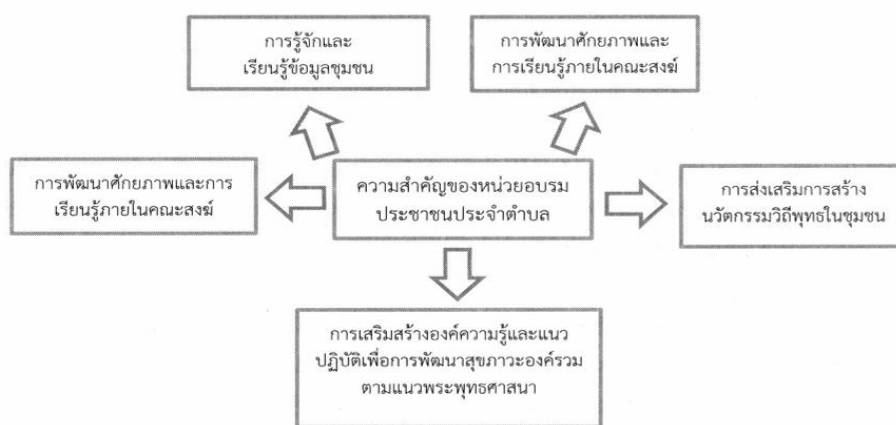 การรู้จักและ
เรียนรู้ข้อมูลชุมชน
การพัฒนาศักยภาพและ
การเรียนรู้ภายในคณะสงฆ์
การพัฒนาศักยภาพและการ
เรียนรู้ภายในคณะสงฆ์
ความสำคัญของหน่วยอบรม
ประชาชนประจำตำบล
การส่งเสริมการสร้าง
นวัตกรรมวิถีพุทธในชุมชน
การเสริมสร้างองค์ความรู้และแนว
ปฏิบัติเพื่อการพัฒนาสุขภาวะองค์รวม
ตามแนวพระพุทธศาสนา